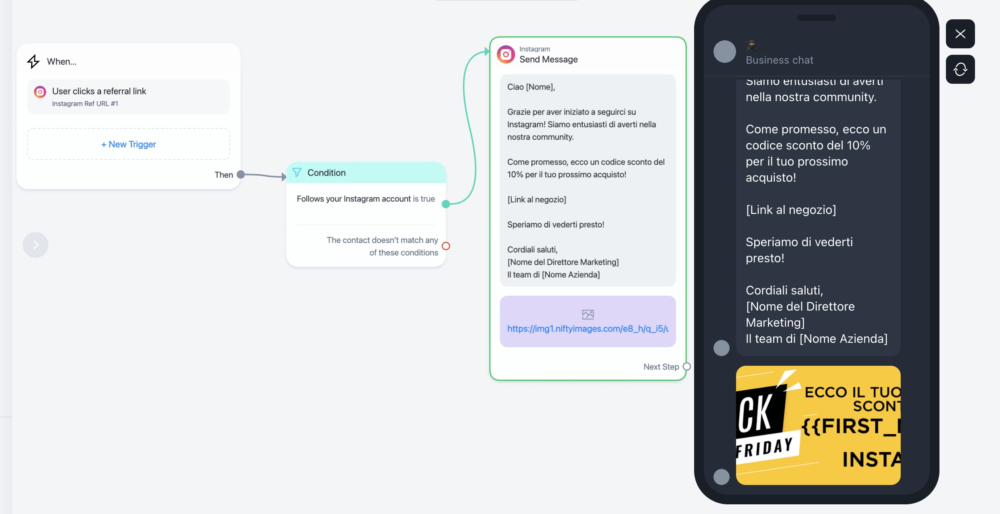 When...
User clicks a referral link
Instagram Ref URL #1
+ New Trigger
Then
Condition
Follows your Instagram account is true
The contact doesn't match any
of these conditions
Instagram
Send Message
Ciao [Nome],
Grazie per aver iniziato a seguirci su
Instagram! Siamo entusiasti di averti nella
nostra community.
Come promesso, ecco un codice sconto del
10% per il tuo prossimo acquisto!
[Link al negozio]
Speriamo di vederti presto!
Cordiali saluti,
[Nome del Direttore Marketing]
Il team di [Nome Azienda]
https://img1.niftyimages.com/e8_h/q_i5/u
Next Step
Business chat
Siamo entusiasti di averti
nella nostra community.
Come promesso, ecco un
codice sconto del 10%
per il tuo prossimo
acquisto!
[Link al negozio]
Speriamo di vederti
presto!
Cordiali saluti,
[Nome del Direttore
Marketing]
Il team di [Nome Azienda]
CK
FRIDAY
ECCO IL TUO
SCONT
{{FIRST_
INSTA